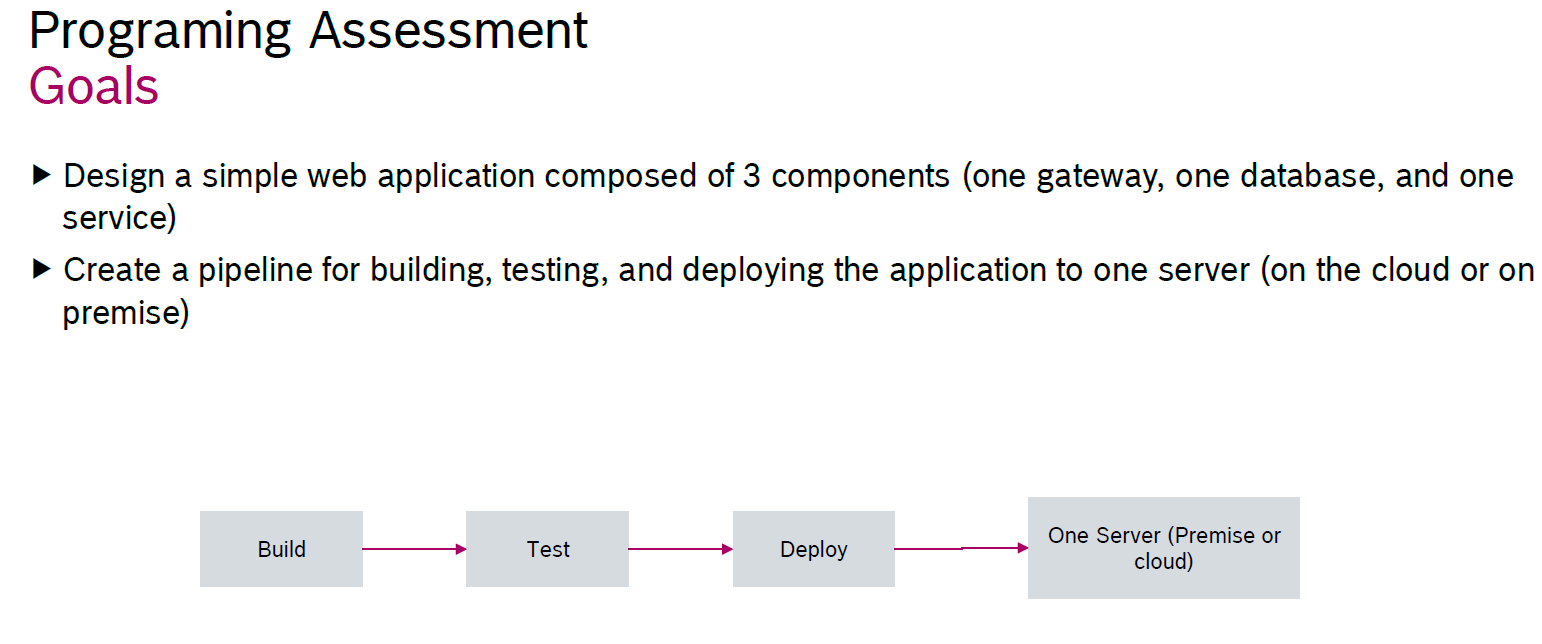 Programing Assessment
Goals
Design a simple web application composed of 3 components (one gateway, one database, and one
service)
Create a pipeline for building, testing, and deploying the application to one server (on the cloud or on
premise)
Build
Test
Deploy
One Server (Premise or
cloud)